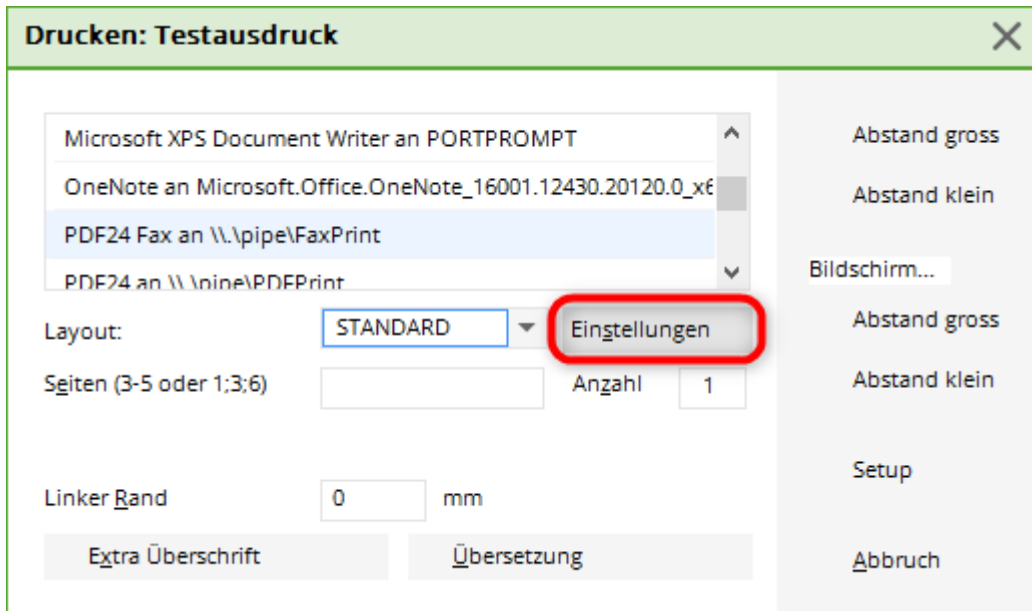 Drucken: Testausdruck
Microsoft XPS Document Writer an PORTPROMPT
OneNote an Microsoft.Office.OneNote_16001.12430.20120.0_x6
PDF24 Fax an \\.\pipe\FaxPrint
PDF24 an \\.\pipe\PDFPrint
Layout: STANDARD Einstellungen
Seiten (3-5 oder 1;3;6) Anzahl 1
Linker Rand 0 mm
Extra Überschrift Übersetzung
Abstand gross
Abstand klein
Bildschirm...
Abstand gross
Abstand klein
Setup
Abbruch